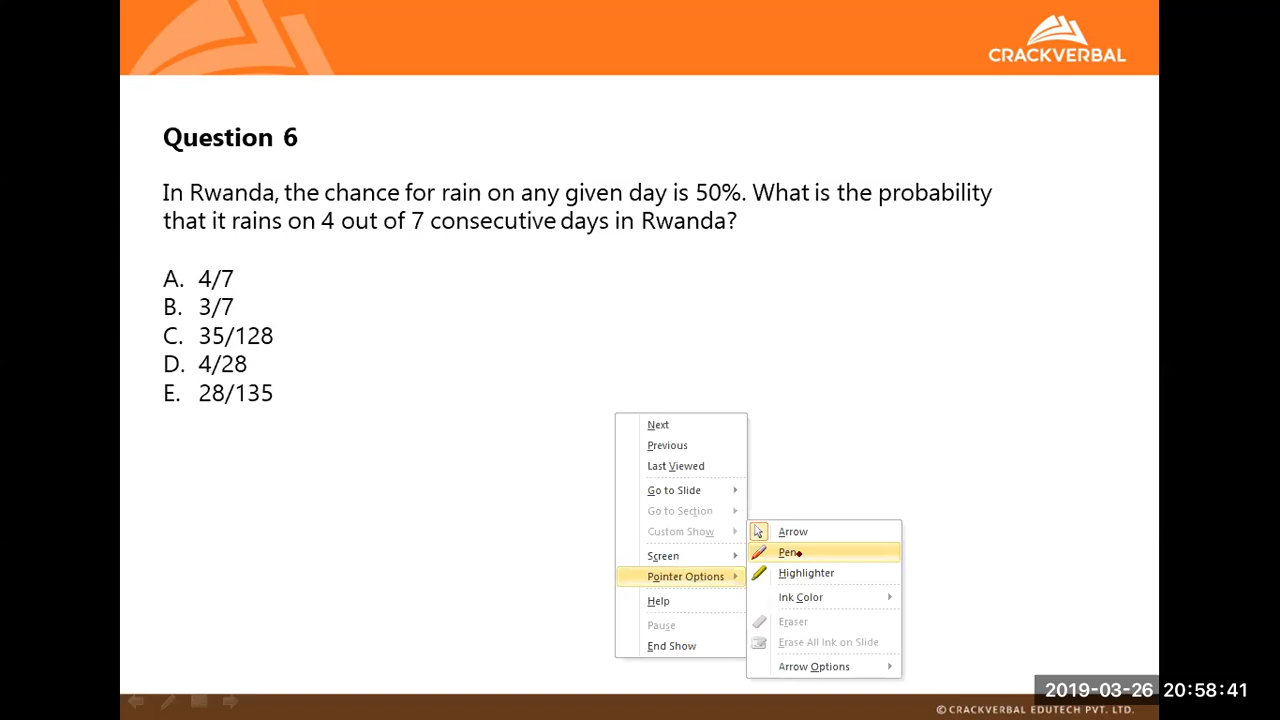 CRACKVERBAL
Question 6
In Rwanda, the chance for rain on any given day is 50%. What is the probability
that it rains on 4 out of 7 consecutive days in Rwanda?
A. 4/7
B. 3/7
C. 35/128
D. 4/28
E. 28/135
Next
Previous
Last Viewed
Go to Slide
Go to Section
Custom Show
Screen
Pointer Options
Help
Pause
End Show
Arrow
Pen
Highlighter
Ink Color
Eraser
Erase All Ink on Slide
Arrow Options
2019-03-26 20:58:41
© CRACKVERBAL EDUTECH PVT. LTD.